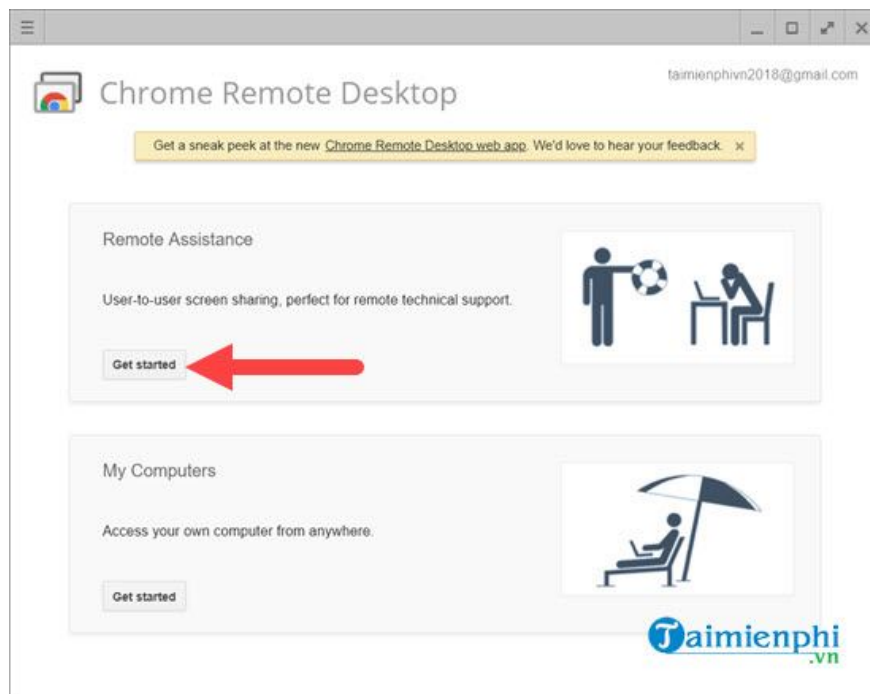 taimienphivn2018@gmail.com
Chrome Remote Desktop
Get a sneak peek at the new Chrome Remote Desktop web app. We'd love to hear your feedback.
Remote Assistance
User-to-user screen sharing, perfect for remote technical support.
Get started
My Computers
Access your own computer from anywhere.
Get started
Taimienphi
.vn